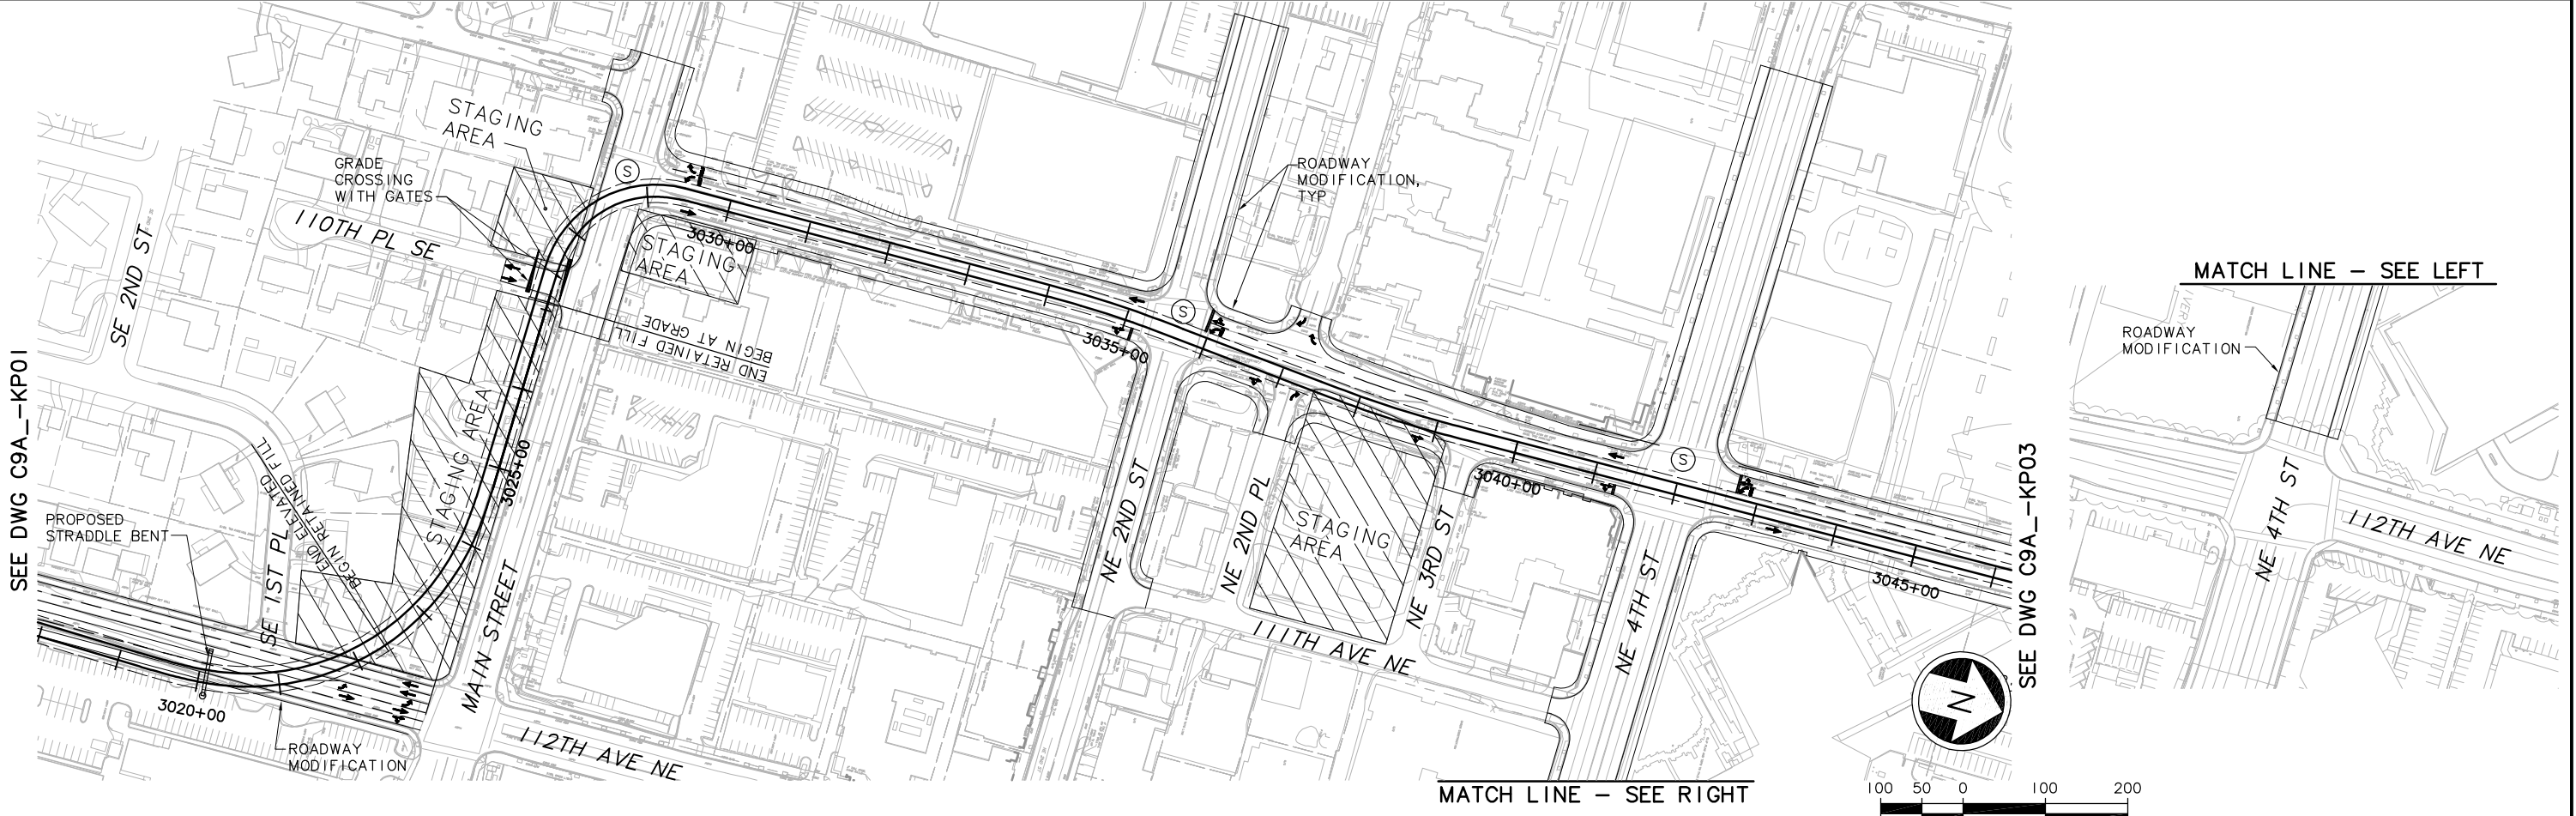 STAGING
AREA
GRADE
CROSSING
WITH GATES
110TH PL SE
SE 2ND ST
S
STAGING
AREA
3030+00
BEGIN AT GRADE
END RETAINED FILL
STAGING AREA
3025+00
END ELEVATED
BEGIN RETAINED FILL
PROPOSED
STRADDLE BENT
SE 1ST PL
MAIN STREET
3020+00
ROADWAY
MODIFICATION
112TH AVE NE
SEE DWG C9A_-KP01
S
3035+00
ROADWAY
MODIFICATION,
TYP
NE 2ND ST
NE 2ND PL
STAGING
AREA
NE 3RD ST
111TH AVE NE
3040+00
S
NE 4TH ST
3045+00
N
SEE DWG C9A_-KP03
MATCH LINE - SEE RIGHT
100 50 0 100 200
MATCH LINE - SEE LEFT
ROADWAY
MODIFICATION
NE 4TH ST
112TH AVE NE